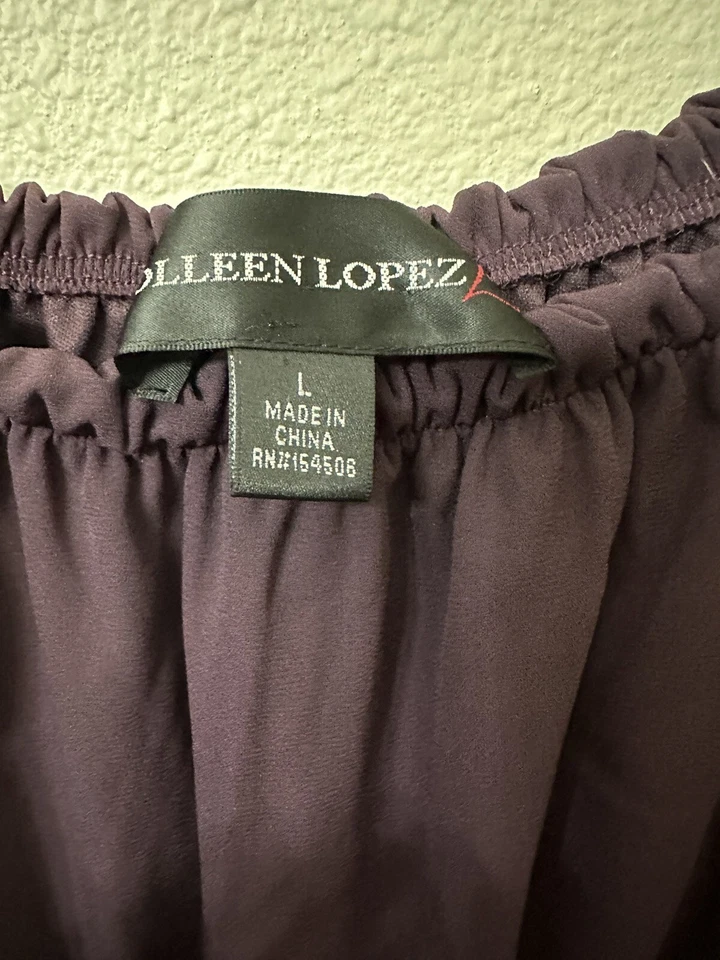 OLLEEN LOPEZ
L
MADE IN
CHINA
RN#154506